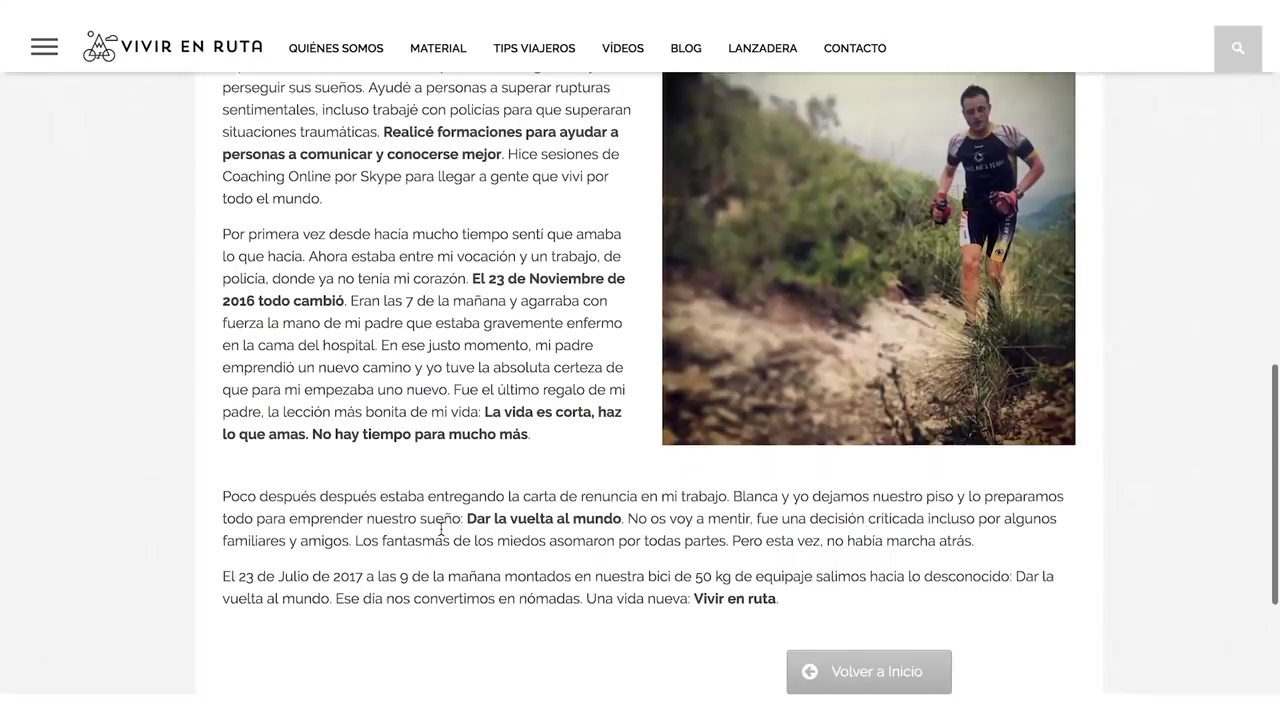 VIVIR EN RUTA
QUIÉNES SOMOS
MATERIAL
TIPS VIAJEROS
VÍDEOS
BLOG
LANZADERA
CONTACTO
perseguir sus sueños. Ayudé a personas a superar rupturas
sentimentales, incluso trabajé con policías para que superaran
situaciones traumáticas. Realicé formaciones para ayudar a
personas a comunicar y conocerse mejor. Hice sesiones de
Coaching Online por Skype para llegar a gente que vivi por
todo el mundo.
Por primera vez desde hacía mucho tiempo sentí que amaba
lo que hacía. Ahora estaba entre mi vocación y un trabajo, de
policía, donde ya no tenía mi corazón. El 23 de Noviembre de
2016 todo cambió. Eran las 7 de la mañana y agarraba con
fuerza la mano de mi padre que estaba gravemente enfermo
en la cama del hospital. En ese justo momento, mi padre
emprendió un nuevo camino y yo tuve la absoluta certeza de
que para mi empezaba uno nuevo. Fue el último regalo de mi
padre, la lección más bonita de mi vida: La vida es corta, haz
lo que amas. No hay tiempo para mucho más.
Poco después después estaba entregando la carta de renuncia en mi trabajo. Blanca y yo dejamos nuestro piso y lo preparamos
todo para emprender nuestro sueño: Dar la vuelta al mundo. No os voy a mentir, fue una decisión criticada incluso por algunos
familiares y amigos. Los fantasmas de los miedos asomaron por todas partes. Pero esta vez, no había marcha atrás.
El 23 de Julio de 2017 a las 9 de la mañana montados en nuestra bici de 50 kg de equipaje salimos hacia lo desconocido: Dar la
vuelta al mundo. Ese día nos convertimos en nómadas. Una vida nueva: Vivir en ruta.
Volver a Inicio